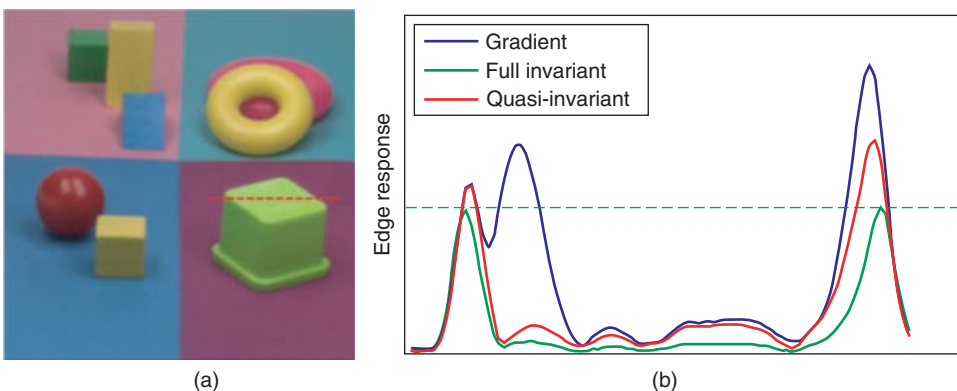 Gradient
Full invariant
Quasi-invariant
Edge response
(a)
(b)